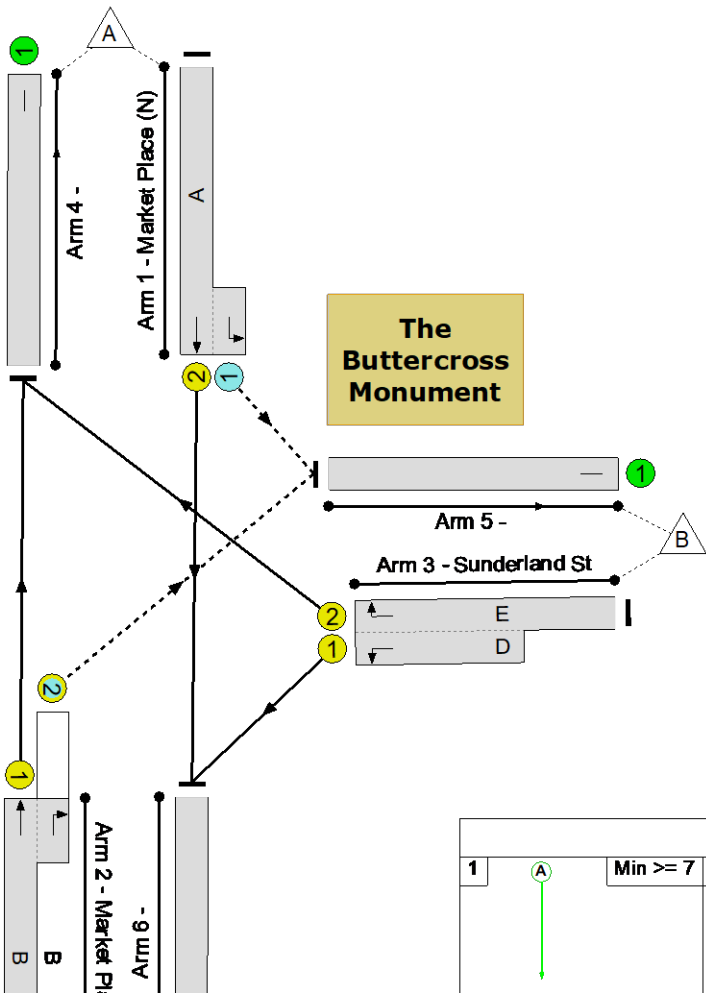 A
1
Arm 4 -
Arm 1 - Market Place (N)
A
2
1
The
Buttercross
Monument
1
Arm 5 -
B
Arm 3 - Sunderland St
E
D
2
1
2
1
Arm 2 - Market Pl
Arm 6 -
B
B
1
A
Min >= 7